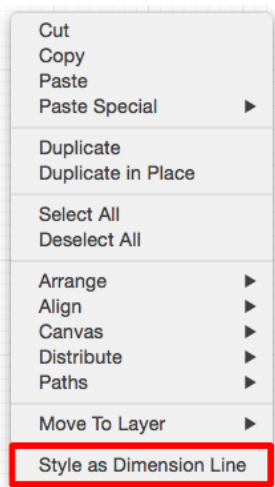 Cut
Copy
Paste
Paste Special
Duplicate
Duplicate in Place
Select All
Deselect All
Arrange
Align
Canvas
Distribute
Paths
Move To Layer
Style as Dimension Line